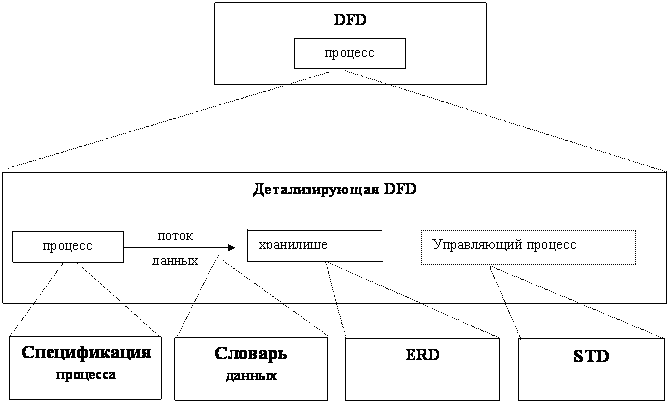 DFD
процесс
Детализирующая DFD
процесс
поток
данных
хранилише
Управляющий процесс
Спецификация
процесса
Словарь
данных
ERD
STD